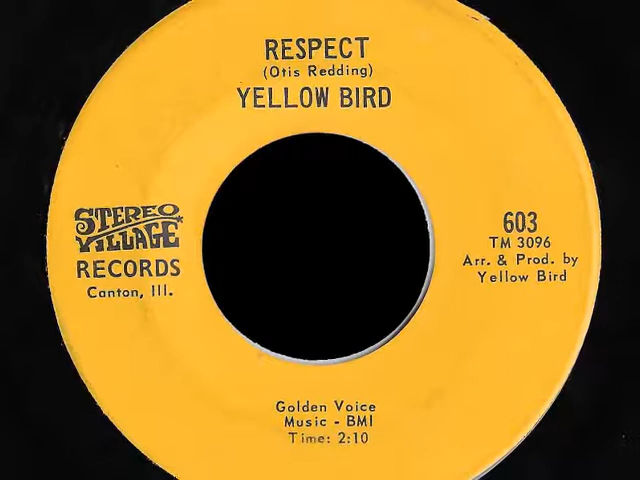 RESPECT
(Otis Redding)
YELLOW BIRD
STEREO
VILLAGE
RECORDS
Canton, Ill.
603
TM 3096
Arr. & Prod. by
Yellow Bird
Golden Voice
Music - BMI
Time: 2:10